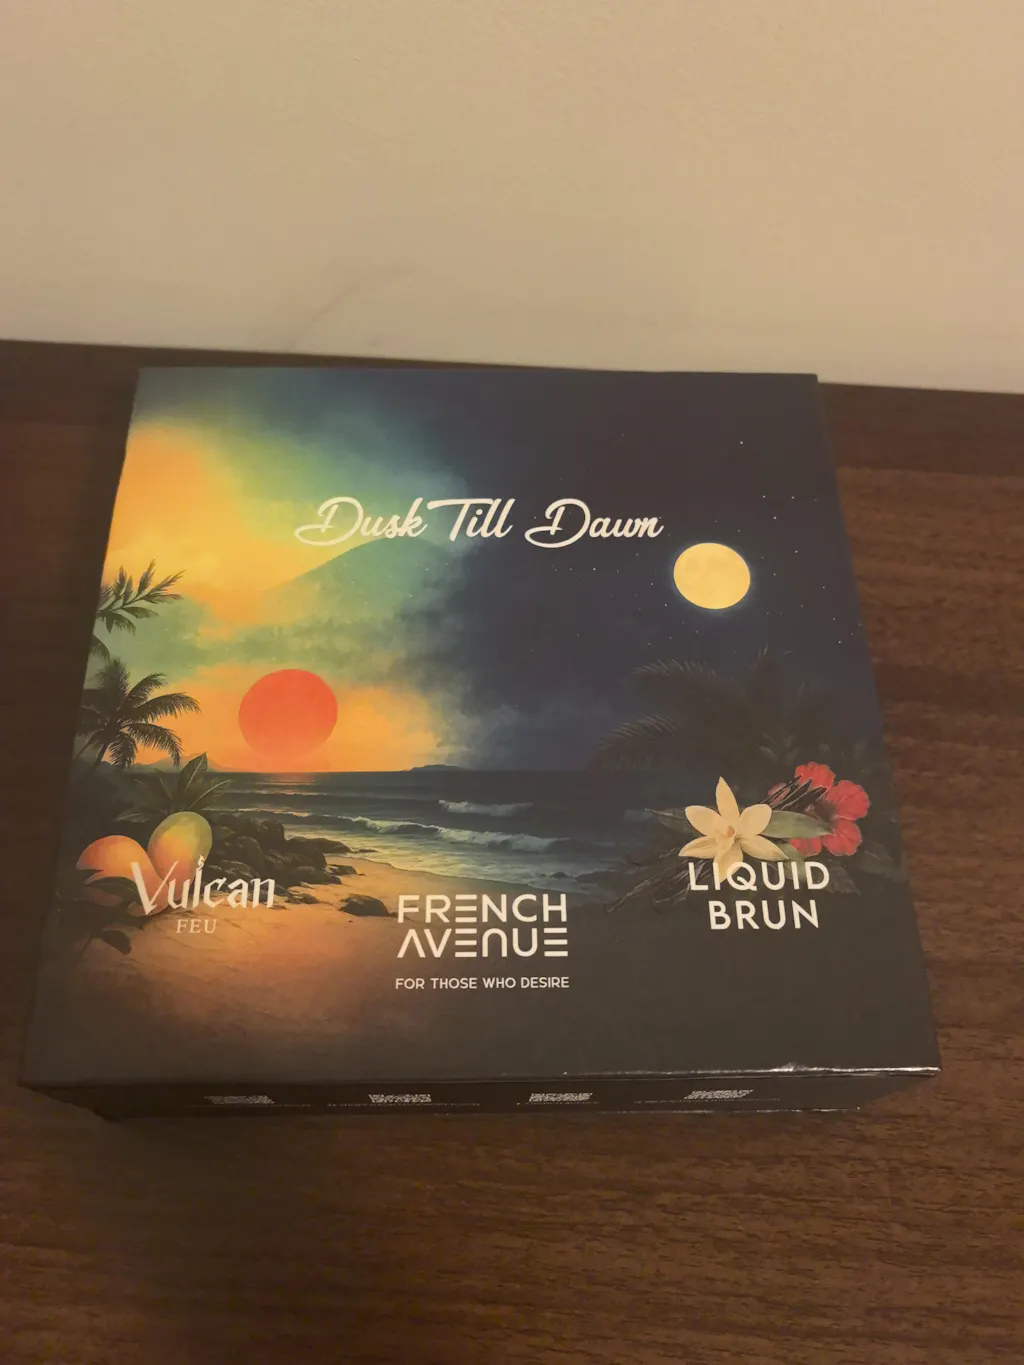 Dusk Till Dawn
Vulcan
FEU
FRENCH
AVENUE
FOR THOSE WHO DESIRE
LIQUID
BRUN